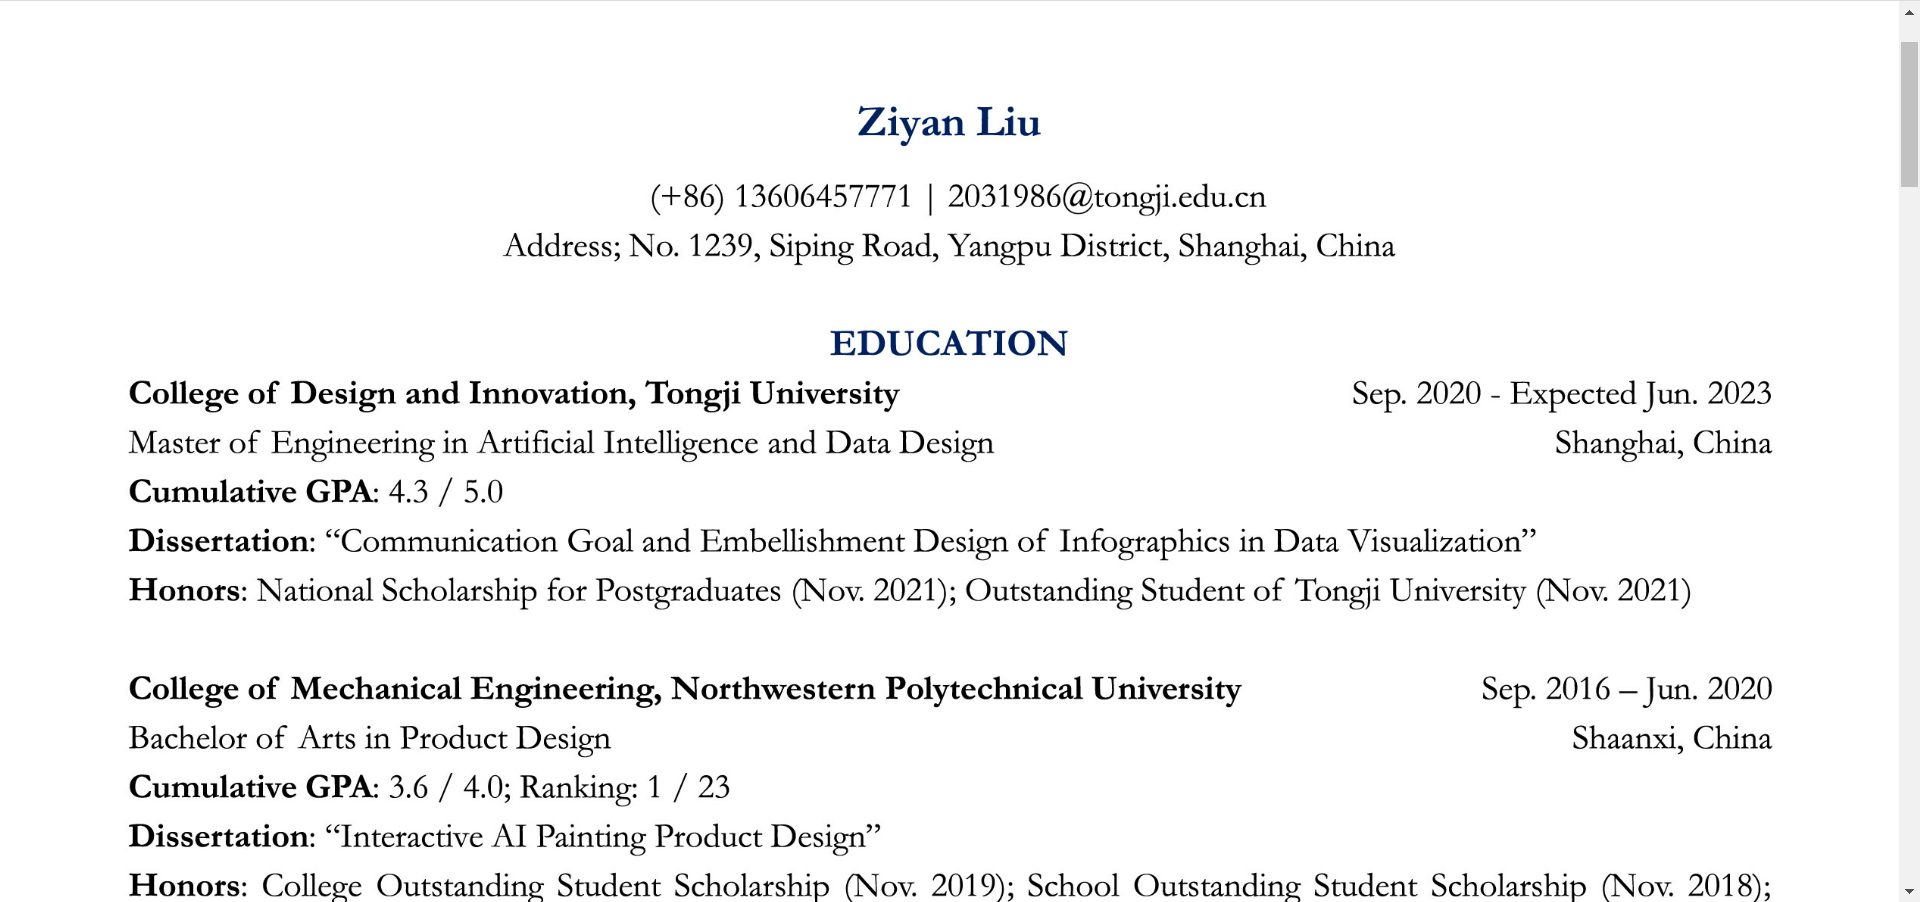 Ziyan Liu
(+86) 13606457771 | 2031986@tongji.edu.cn
Address; No. 1239, Siping Road, Yangpu District, Shanghai, China
EDUCATION
College of Design and Innovation, Tongji University Sep. 2020 - Expected Jun. 2023
Master of Engineering in Artificial Intelligence and Data Design Shanghai, China
Cumulative GPA: 4.3 / 5.0
Dissertation: “Communication Goal and Embellishment Design of Infographics in Data Visualization”
Honors: National Scholarship for Postgraduates (Nov. 2021); Outstanding Student of Tongji University (Nov. 2021)
College of Mechanical Engineering, Northwestern Polytechnical University Sep. 2016 – Jun. 2020
Bachelor of Arts in Product Design Shaanxi, China
Cumulative GPA: 3.6 / 4.0; Ranking: 1 / 23
Dissertation: “Interactive AI Painting Product Design”
Honors: College Outstanding Student Scholarship (Nov. 2019); School Outstanding Student Scholarship (Nov. 2018);